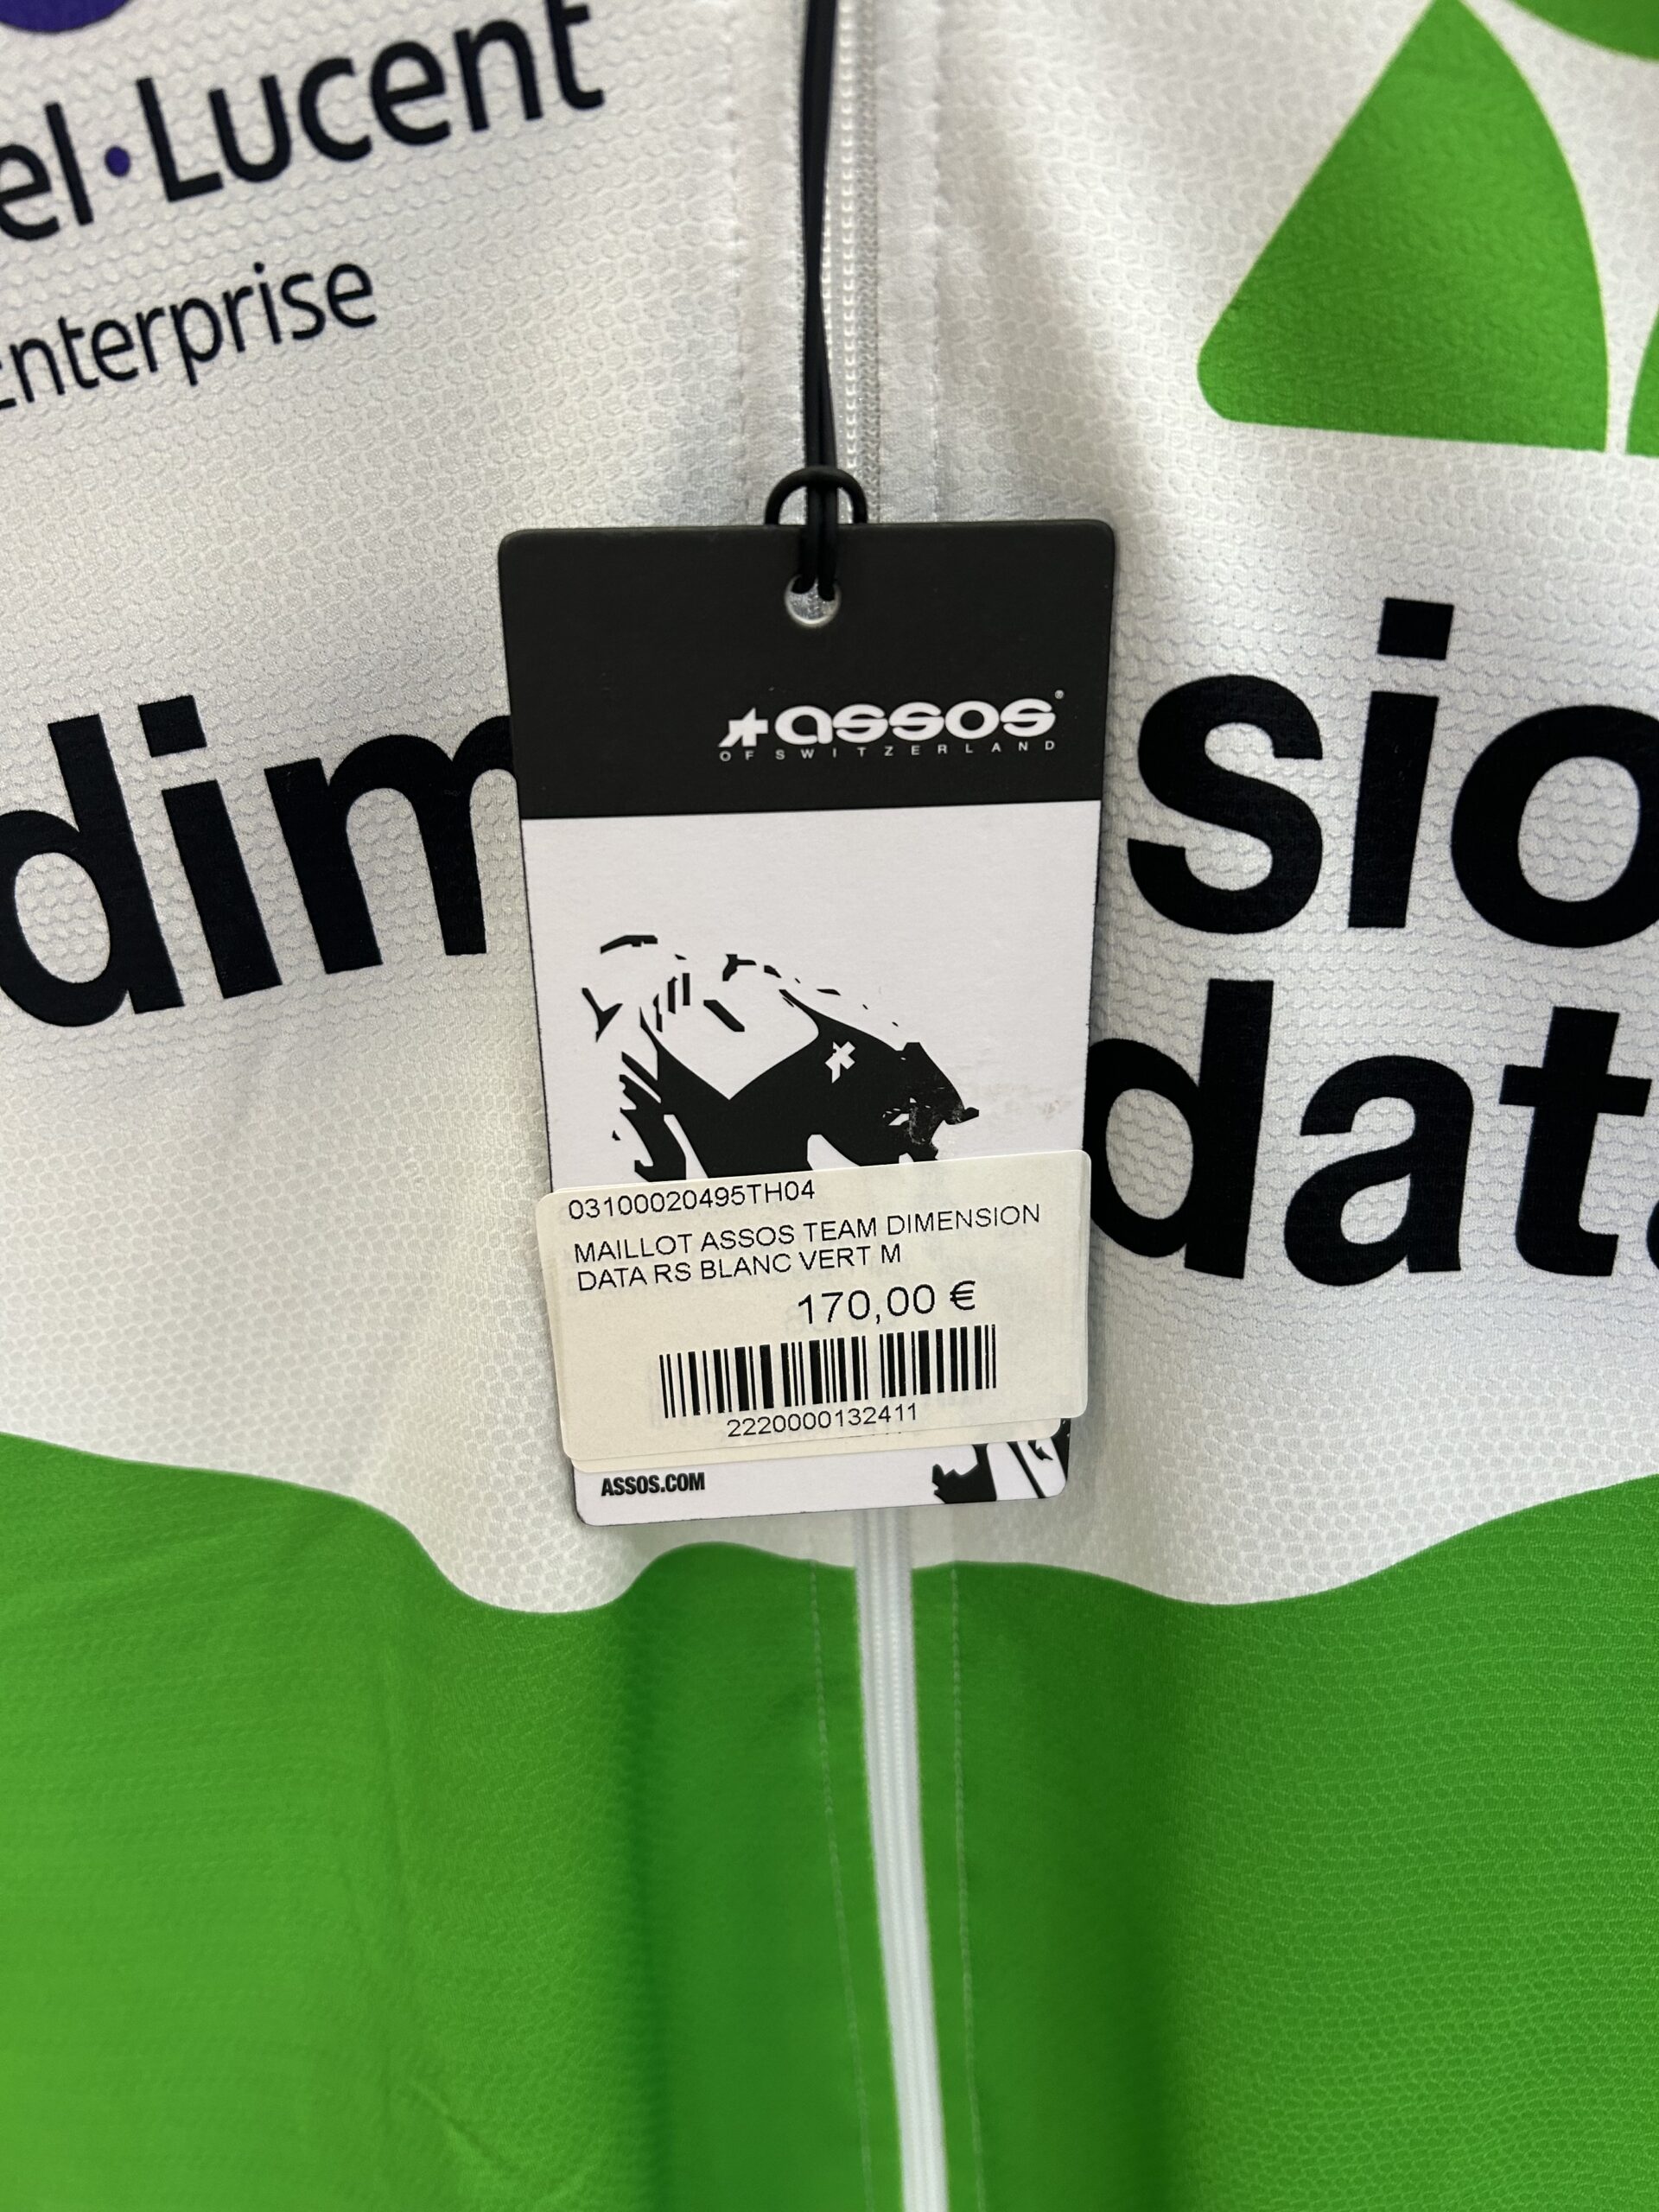 el·Lucent
Enterprise
assos®
OF SWITZERLAND
dim
sio
data
03100020495TH04
MAILLOT ASSOS TEAM DIMENSION
DATA RS BLANC VERT M
170,00 €
2220000132411
ASSOS.COM